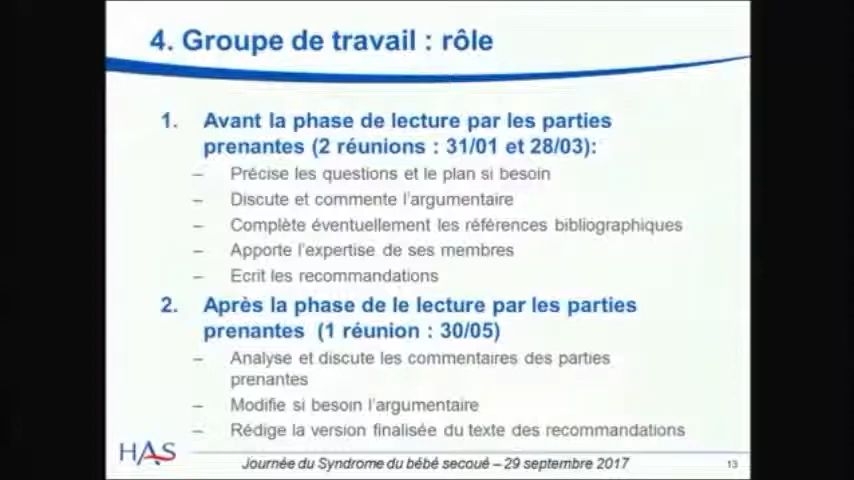 4. Groupe de travail : rôle
1. Avant la phase de lecture par les parties
prenantes (2 réunions : 31/01 et 28/03):
– Précise les questions et le plan si besoin
– Discute et commente l'argumentaire
– Complète éventuellement les références bibliographiques
– Apporte l'expertise de ses membres
– Ecrit les recommandations
2. Après la phase de le lecture par les parties
prenantes (1 réunion : 30/05)
– Analyse et discute les commentaires des parties
prenantes
– Modifie si besoin l'argumentaire
– Rédige la version finalisée du texte des recommandations
HAS
Journée du Syndrome du bébé secoué – 29 septembre 2017
13